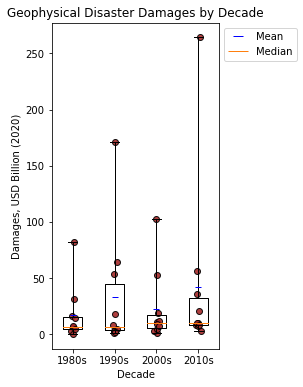 Geophysical Disaster Damages by Decade
Mean
Median
Damages, USD Billion (2020)
250
200
150
100
50
0
1980s 1990s 2000s 2010s
Decade